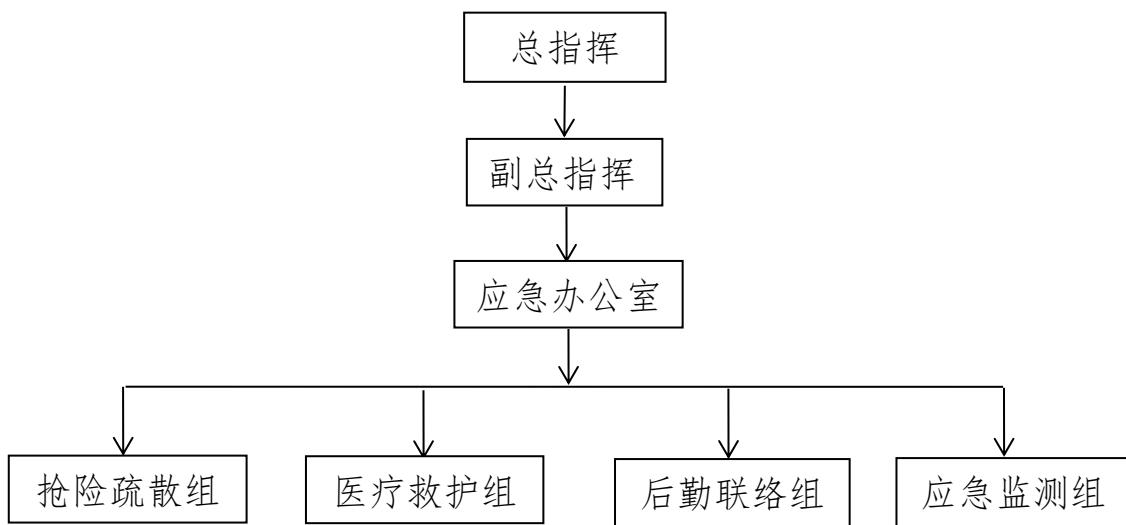 总指挥
副总指挥
应急办公室
抢险疏散组
医疗救护组
后勤联络组
应急监测组